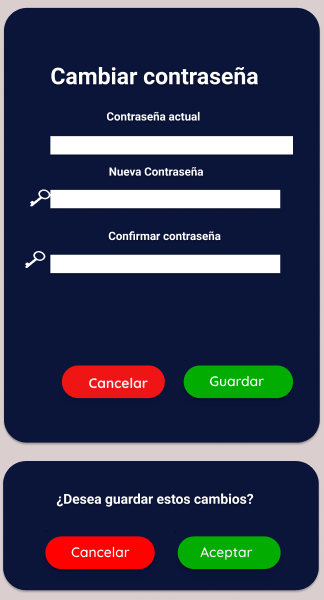 Cambiar contraseña
Contraseña actual
Nueva Contraseña
Confirmar contraseña
Cancelar
Guardar
¿Desea guardar estos cambios?
Cancelar
Aceptar